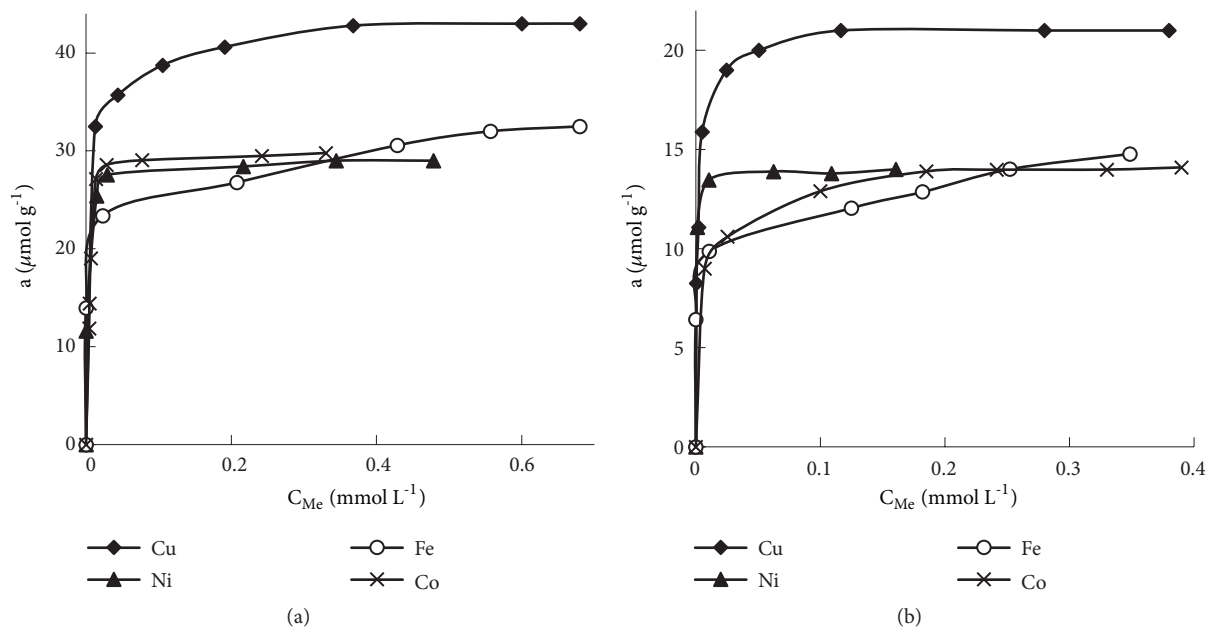 40
30
20
10
0
a (μmol g⁻¹)
0 0.2 0.4 0.6
C_Me (mmol L⁻¹)
Cu Fe
Ni Co
(a)
20
15
10
5
0
a (μmol g⁻¹)
0 0.1 0.2 0.3 0.4
C_Me (mmol L⁻¹)
Cu Fe
Ni Co
(b)